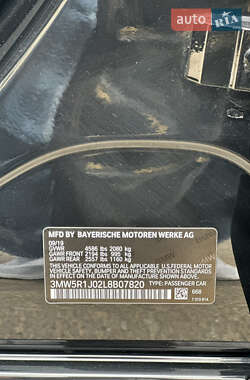 auto.RIA
MFD BY BAYERISCHE MOTOREN WERKE AG
09/19
GVWR 4586 lbs 2080 kg
GAWR FRONT 2194 lbs 995 kg
GAWR REAR 2557 lbs 1160 kg
THIS VEHICLE CONFORMS TO ALL APPLICABLE U.S. FEDERAL MOTOR
VEHICLE SAFETY, BUMPER AND THEFT PREVENTION STANDARDS
IN EFFECT ON THE DATE OF MANUFACTURE SHOWN ABOVE.
3MW5R1J02L8B07820
TYPE: PASSENGER CAR
668